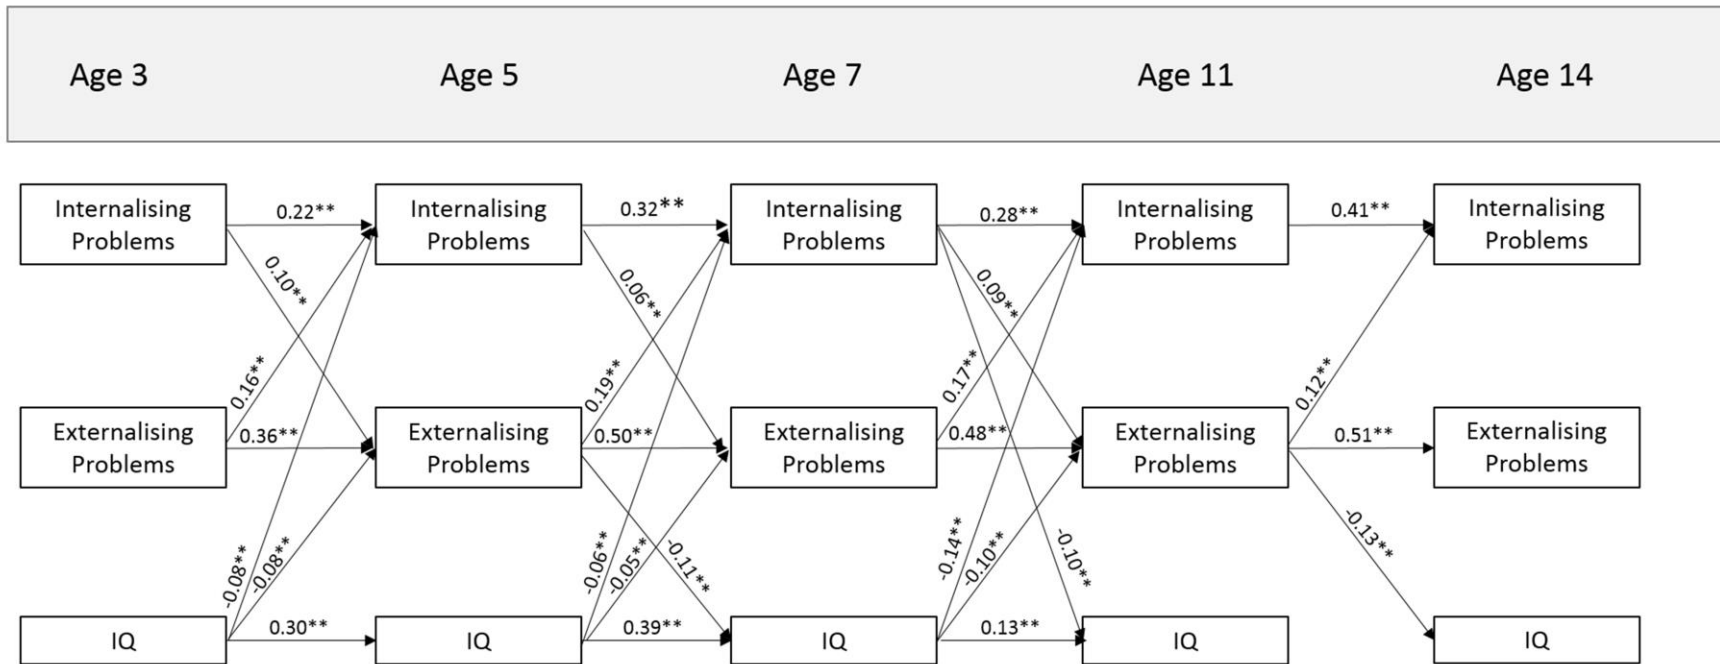 Age 3 Age 5 Age 7 Age 11 Age 14
Internalising Internalising Internalising Internalising Internalising
Problems Problems Problems Problems Problems
0.22** 0.32** 0.28** 0.41**
0.10** 0.06** 0.09**
0.16** 0.19** 0.17** 0.12**
Externalising Externalising Externalising Externalising Externalising
Problems Problems Problems Problems Problems
0.36** 0.50** 0.48** 0.51**
-0.08** -0.08** -0.06** -0.05** -0.11** -0.14** -0.10** -0.10** -0.13**
IQ IQ IQ IQ IQ
0.30** 0.39** 0.13**